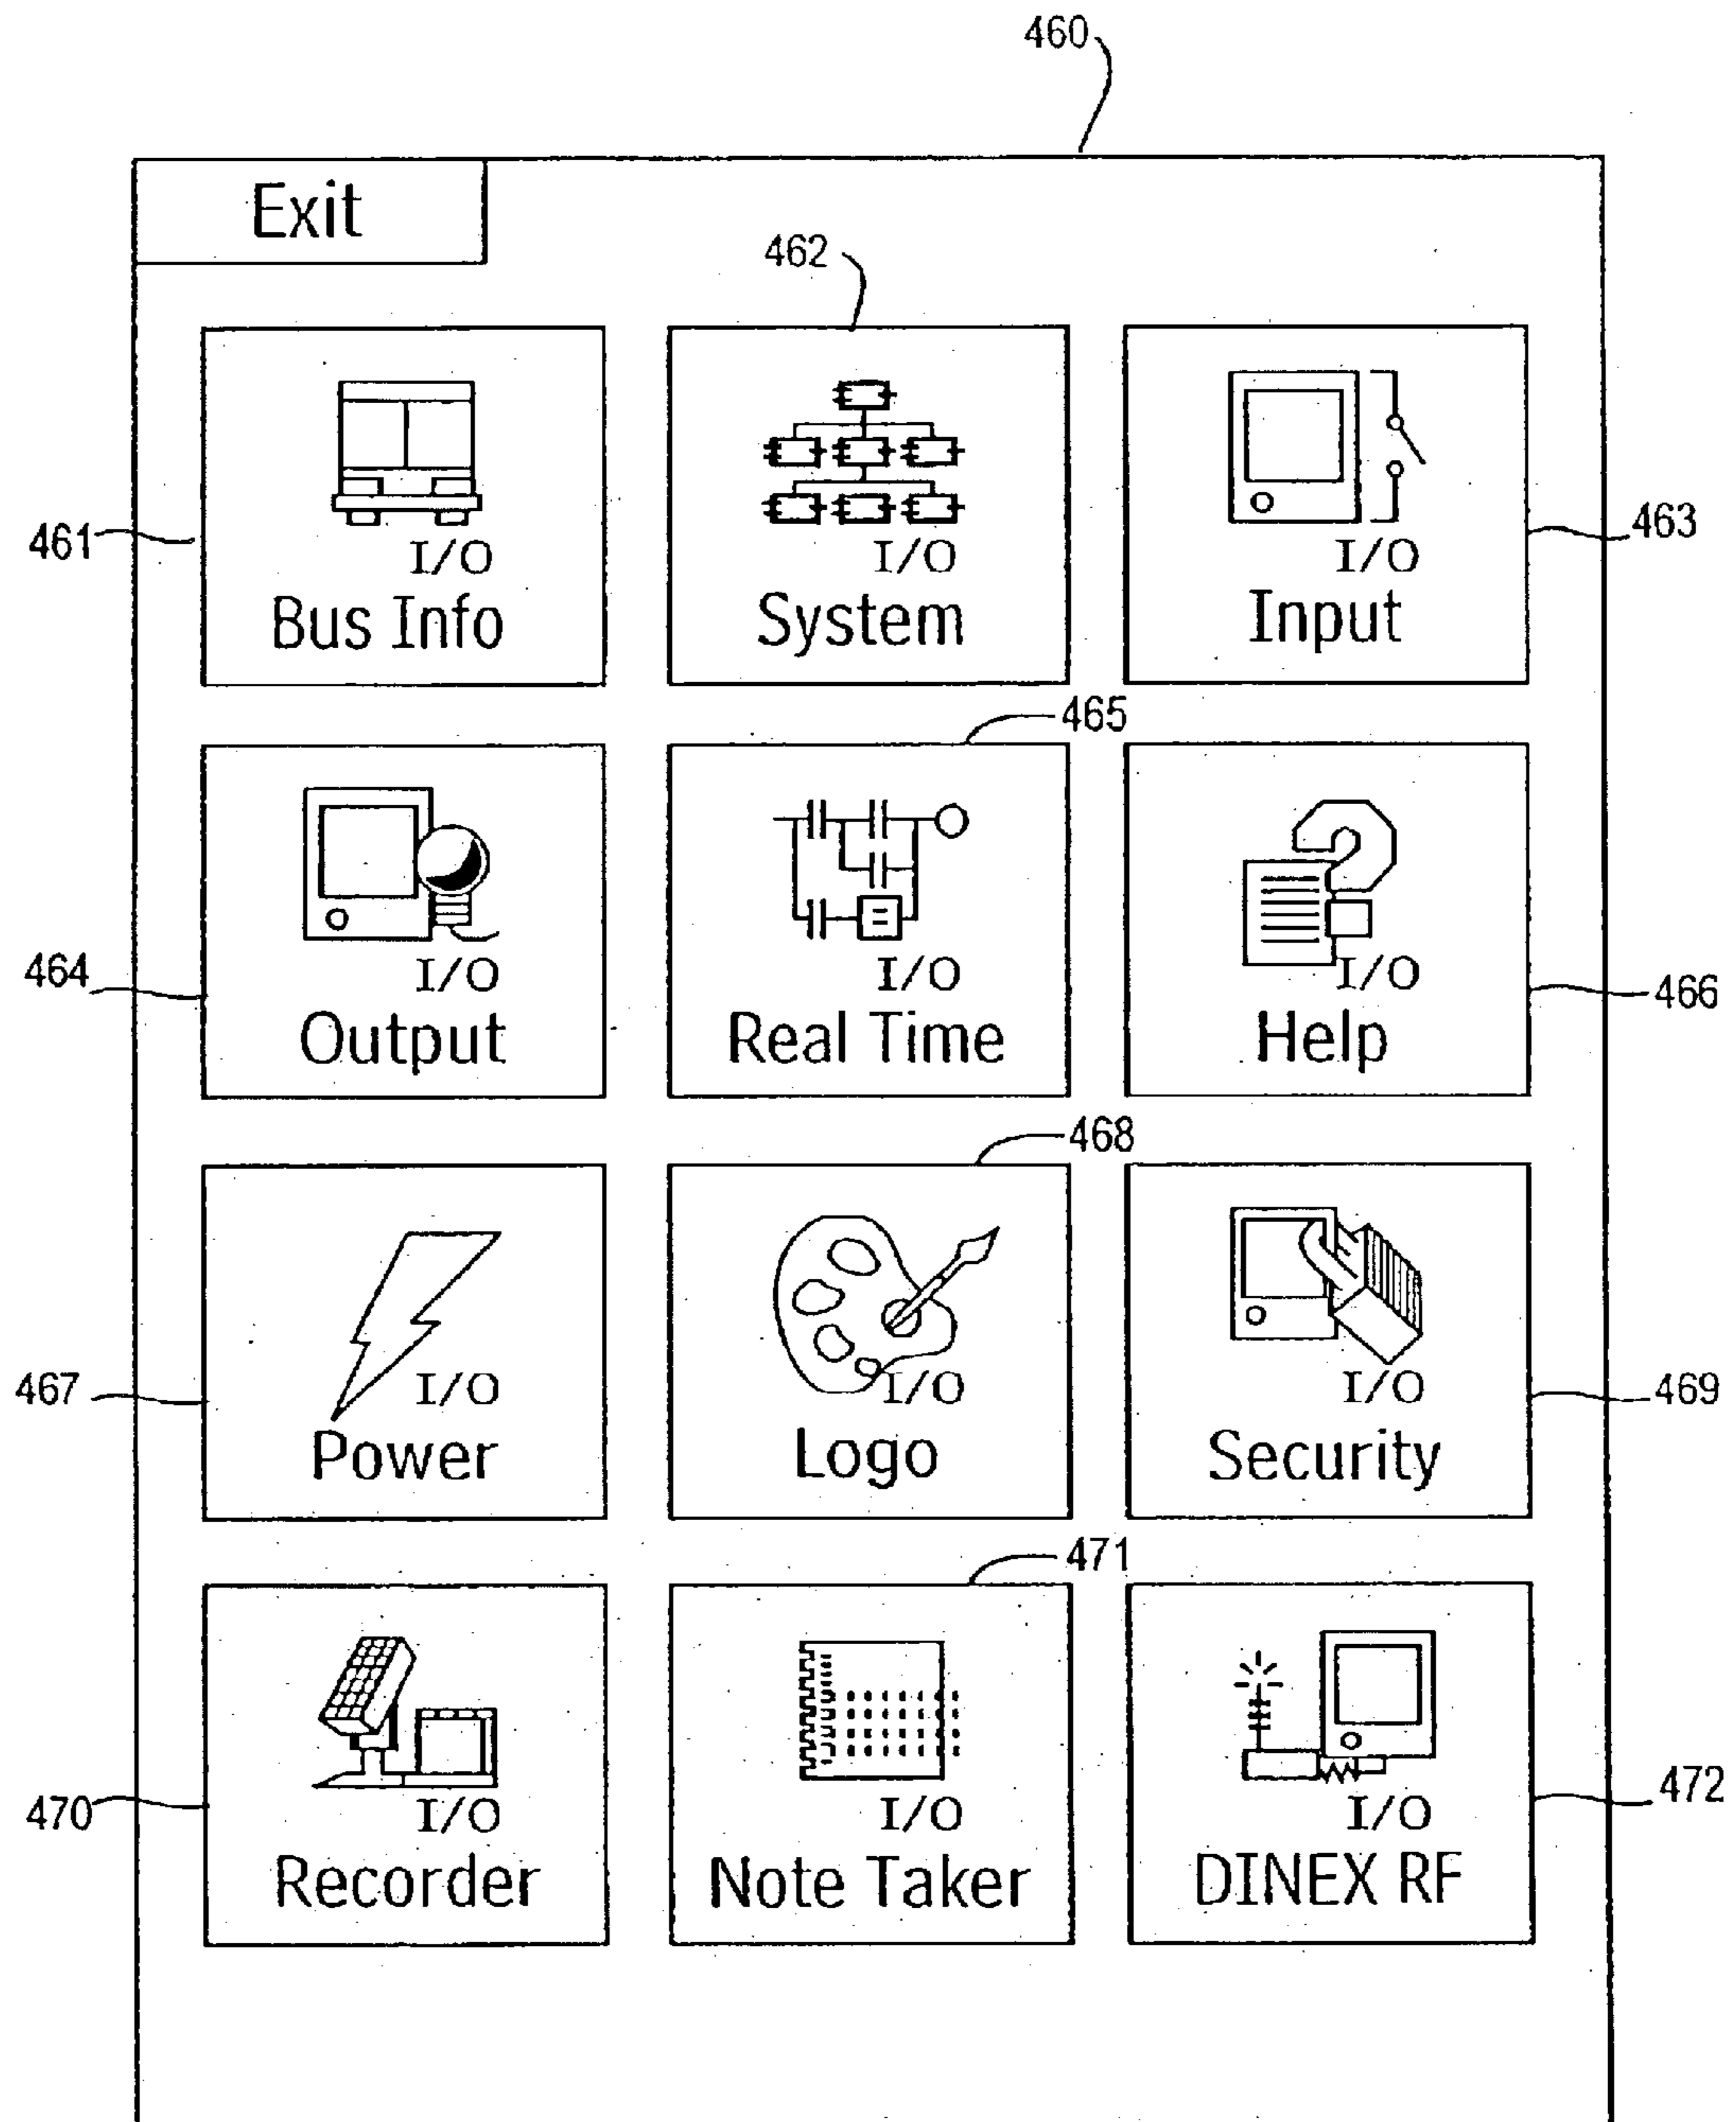 460
Exit
462
461
I/O
Bus Info
I/O
System
I/O
Input
463
465
464
I/O
Output
I/O
Real Time
I/O
Help
466
468
467
I/O
Power
I/O
Logo
I/O
Security
469
471
470
I/O
Recorder
I/O
Note Taker
I/O
DINEX RF
472